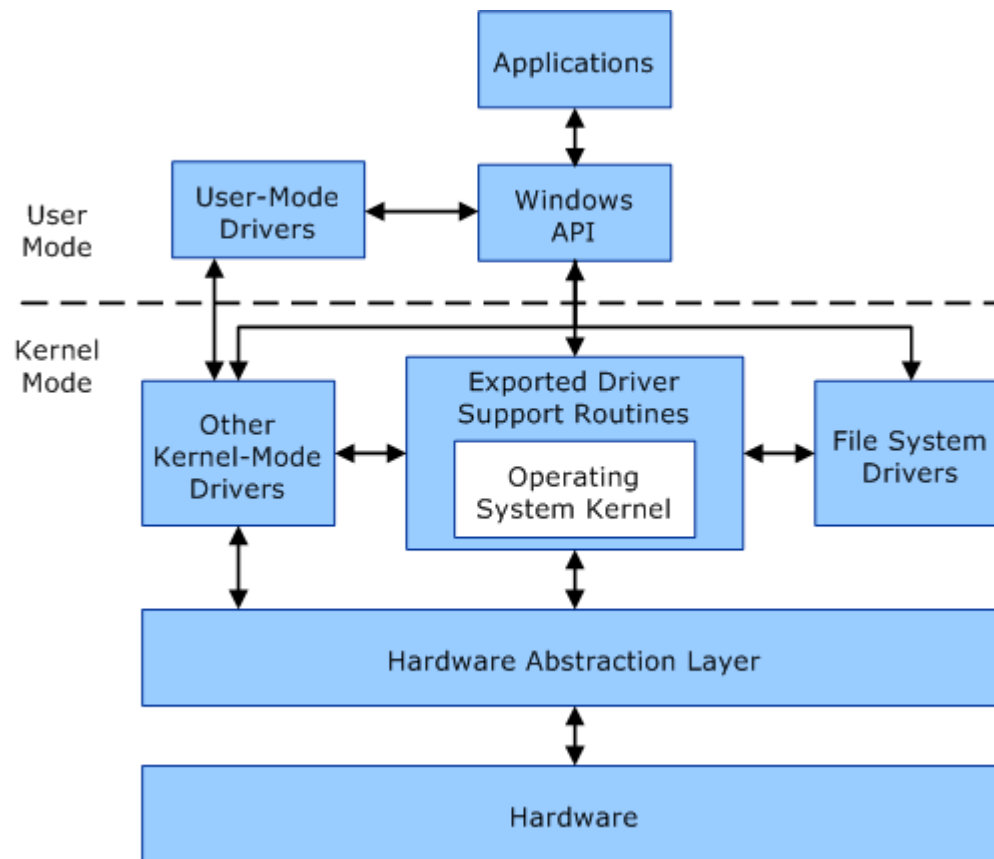 Applications
User-Mode
Drivers
Windows
API
User
Mode
Kernel
Mode
Exported Driver
Support Routines
Other
Kernel-Mode
Drivers
Operating
System Kernel
File System
Drivers
Hardware Abstraction Layer
Hardware